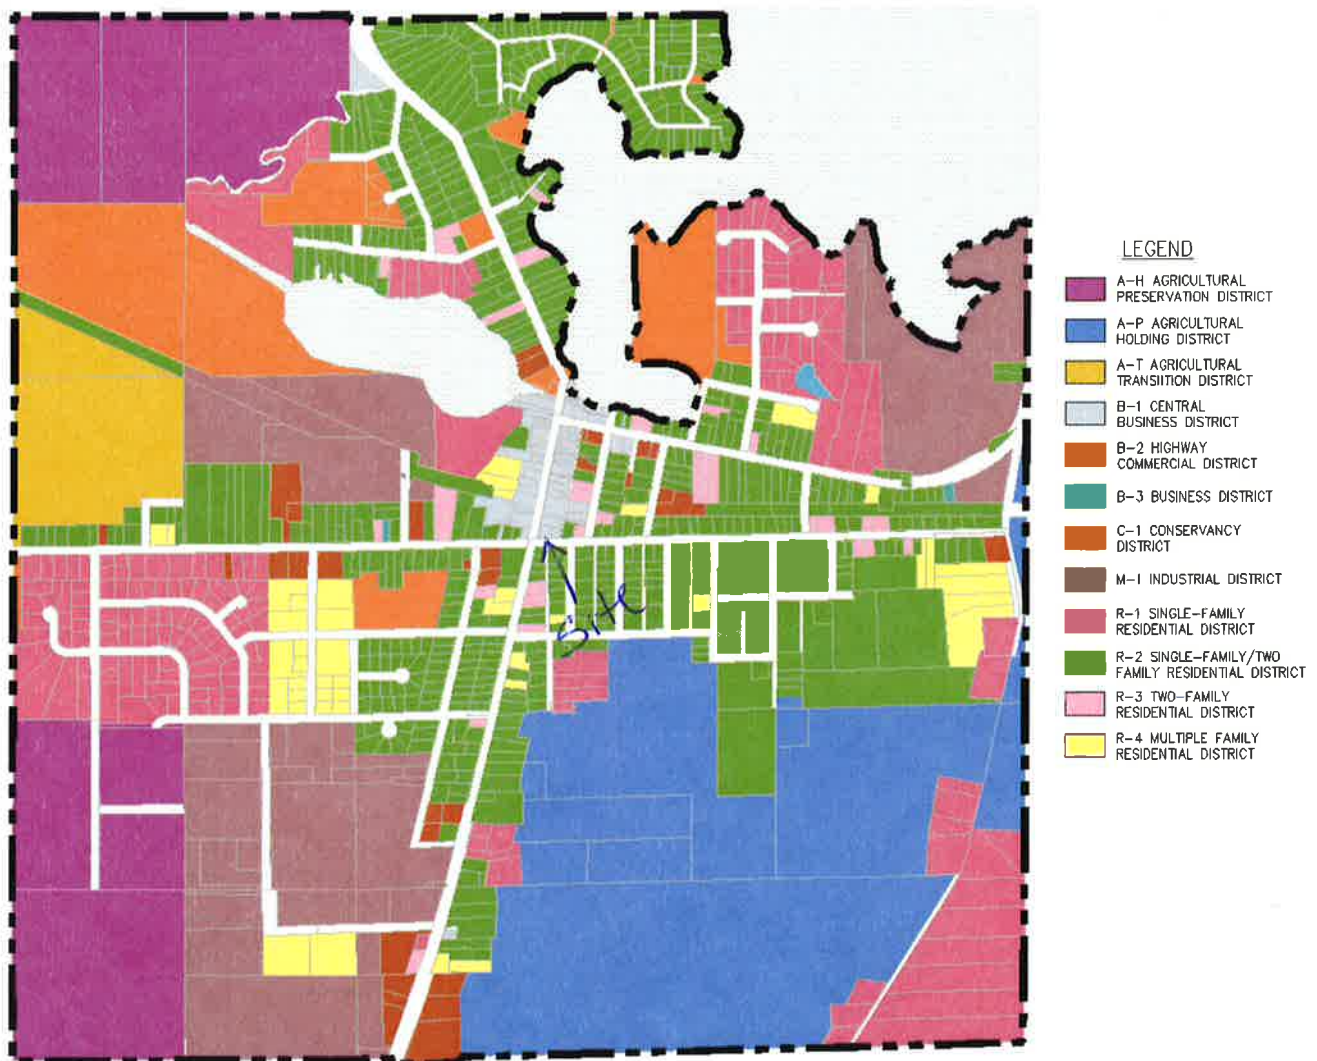 LEGEND
A-H AGRICULTURAL
PRESERVATION DISTRICT
A-P AGRICULTURAL
HOLDING DISTRICT
A-T AGRICULTURAL
TRANSITION DISTRICT
B-1 CENTRAL
BUSINESS DISTRICT
B-2 HIGHWAY
COMMERCIAL DISTRICT
B-3 BUSINESS DISTRICT
C-1 CONSERVANCY
DISTRICT
M-1 INDUSTRIAL DISTRICT
R-1 SINGLE-FAMILY
RESIDENTIAL DISTRICT
R-2 SINGLE-FAMILY/TWO
FAMILY RESIDENTIAL DISTRICT
R-3 TWO-FAMILY
RESIDENTIAL DISTRICT
R-4 MULTIPLE FAMILY
RESIDENTIAL DISTRICT
Site